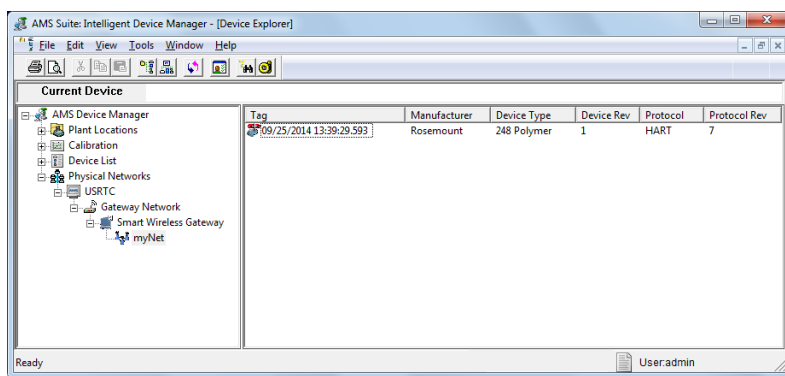 AMS Suite: Intelligent Device Manager - [Device Explorer]
File Edit View Tools Window Help
Current Device
AMS Device Manager
Plant Locations
Calibration
Device List
Physical Networks
USRTC
Gateway Network
Smart Wireless Gateway
myNet
Tag Manufacturer Device Type Device Rev Protocol Protocol Rev
09/25/2014 13:39:29.593 Rosemount 248 Polymer 1 HART 7
Ready User:admin